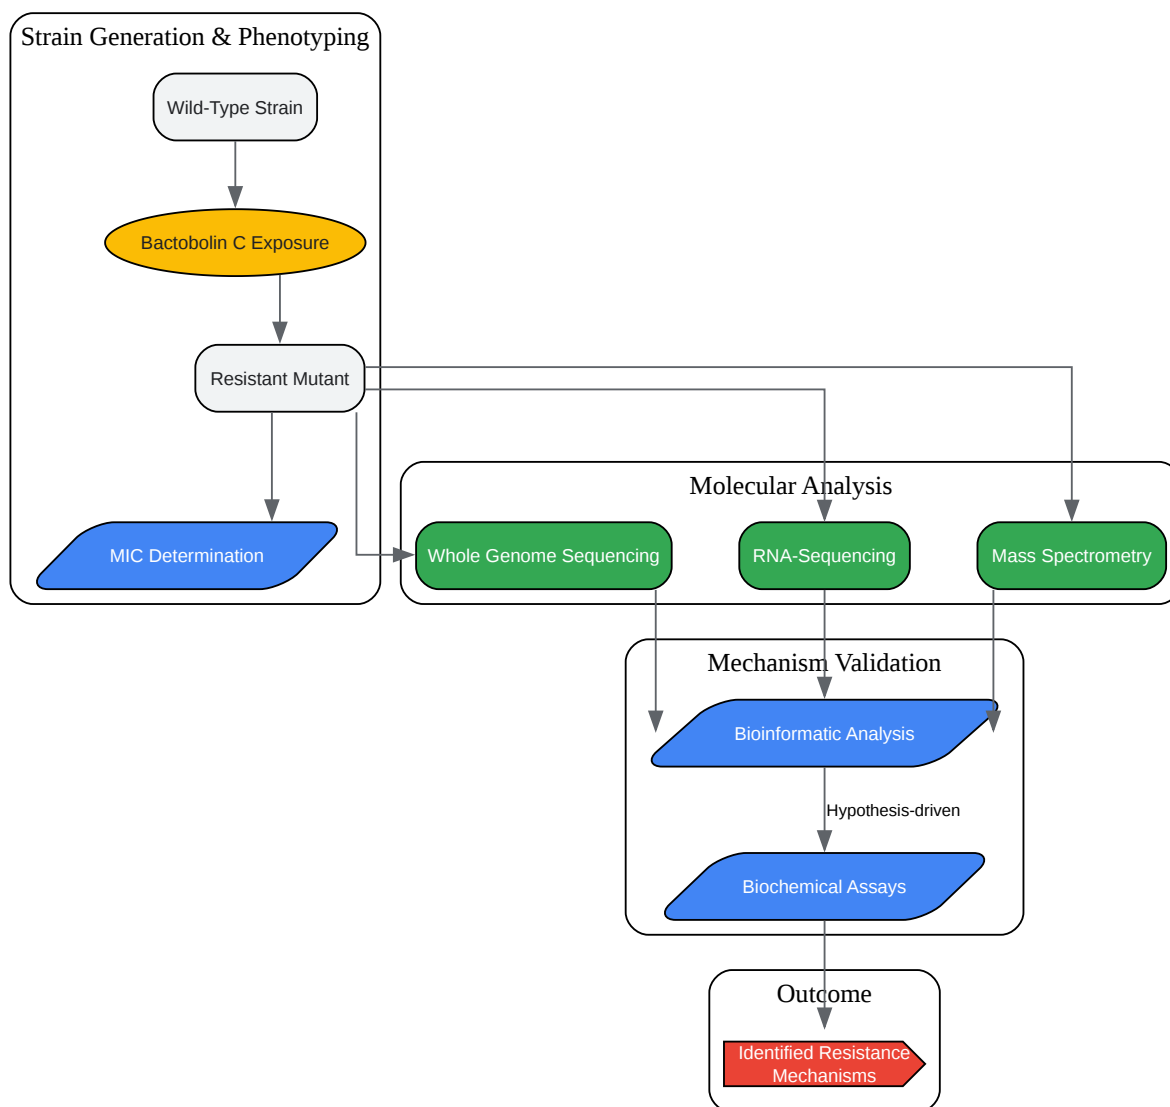 Strain Generation & Phenotyping
Wild-Type Strain
Bactobolin C Exposure
Resistant Mutant
MIC Determination
Molecular Analysis
Whole Genome Sequencing
RNA-Sequencing
Mass Spectrometry
Mechanism Validation
Bioinformatic Analysis
Hypothesis-driven
Biochemical Assays
Outcome
Identified Resistance
Mechanisms